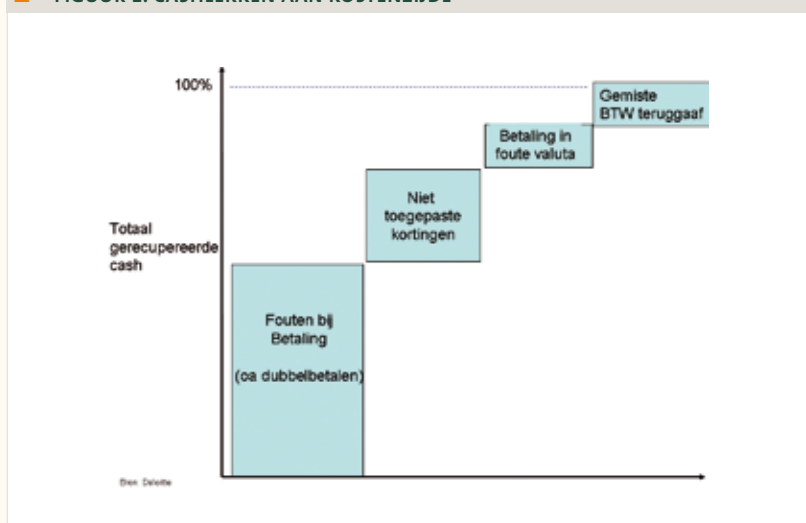 100%
Gemiste
BTW teruggaaf
Betaling in
foute valuta
Niet
toegepaste
kortingen
Totaal
gerecupereerde
cash
Fouten bij
Betaling
(oa dubbelbetalen)
Bron: Deloitte